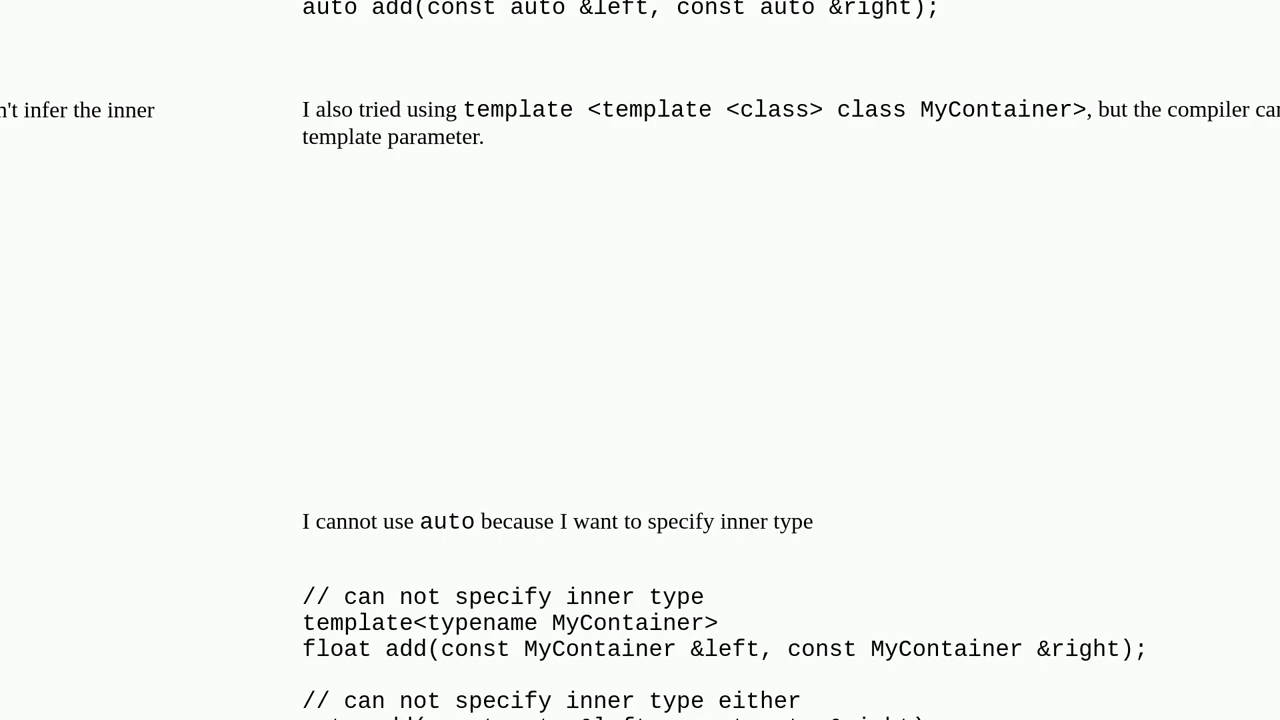 auto add(const auto &left, const auto &right);
n't infer the inner
I also tried using template <template <class> class MyContainer>, but the compiler can
template parameter.
I cannot use auto because I want to specify inner type
// can not specify inner type
template<typename MyContainer>
float add(const MyContainer &left, const MyContainer &right);
// can not specify inner type either